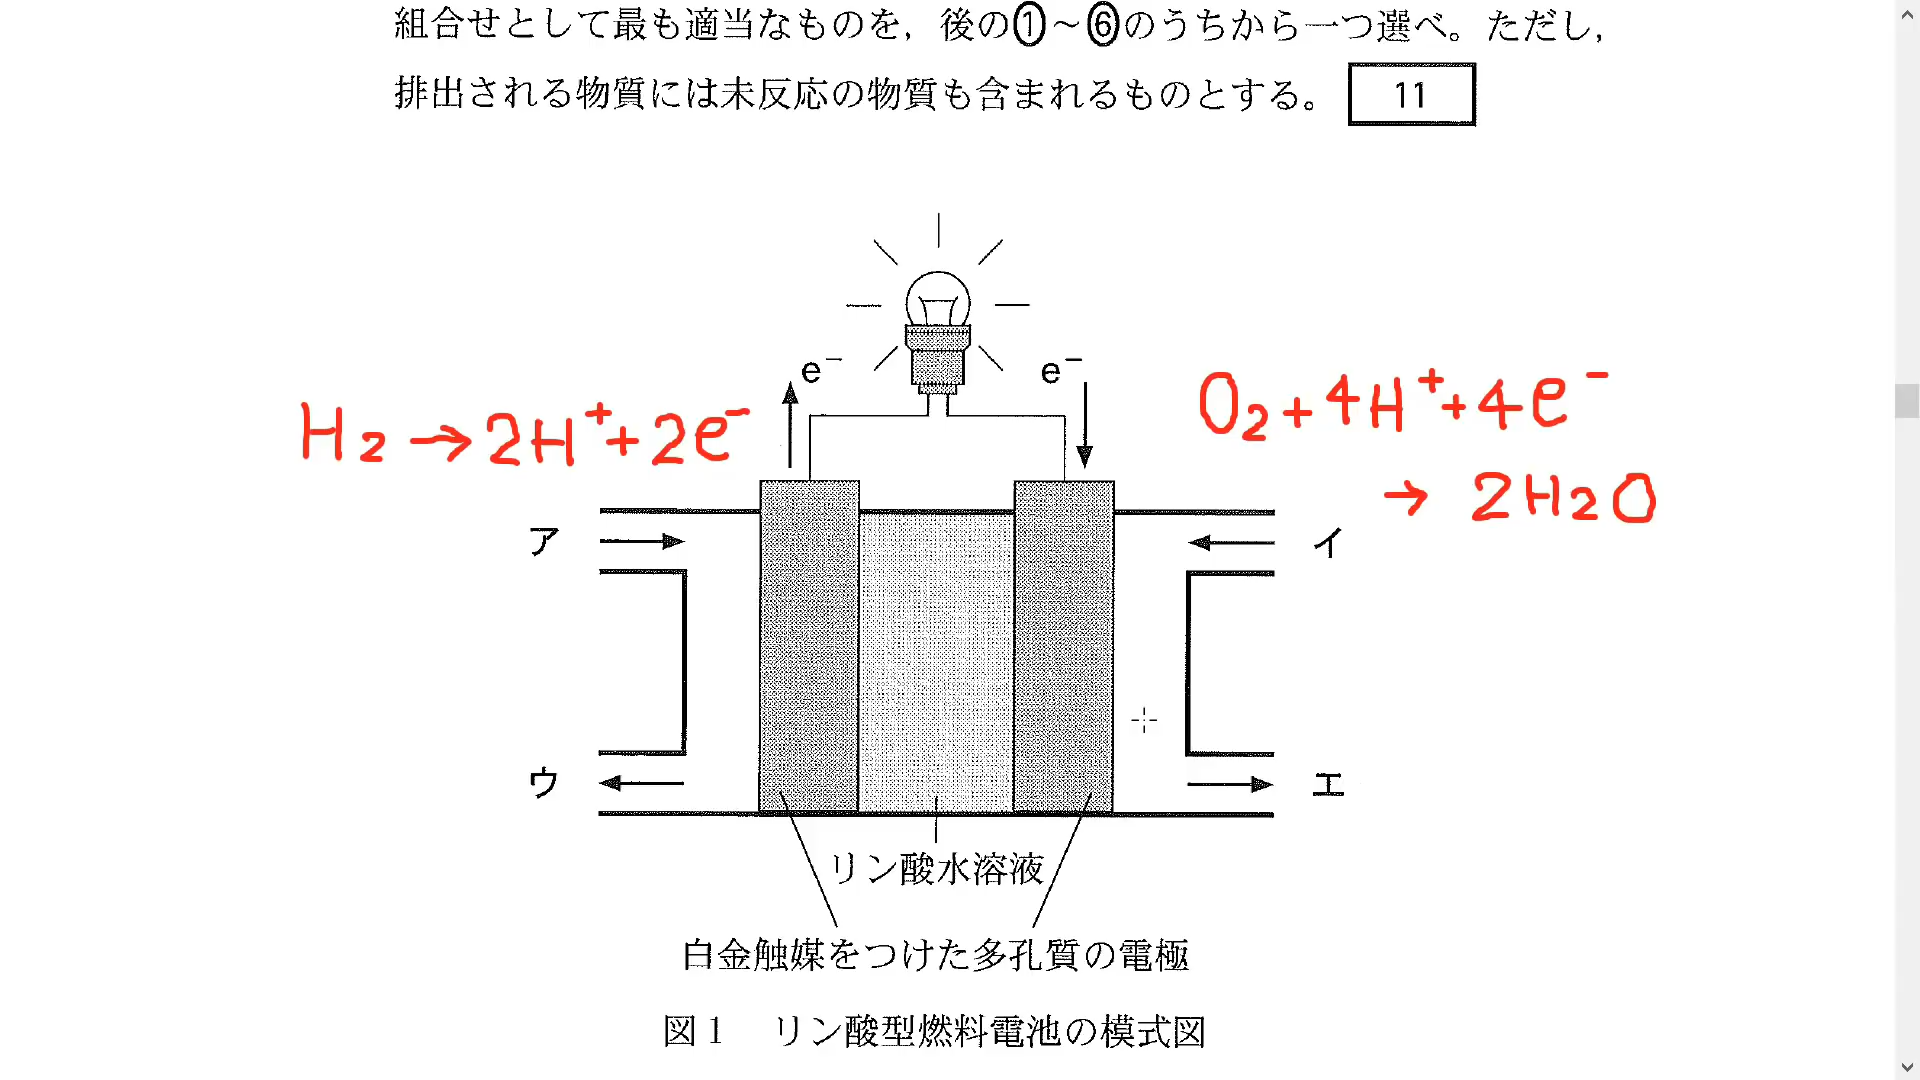 組合せとして最も適当なものを，後の①～⑥のうちから一つ選べ。ただし，
排出される物質には未反応の物質も含まれるものとする。 11
e⁻ e⁻
H₂ → 2H⁺ + 2e⁻
O₂ + 4H⁺ + 4e⁻
→ 2H₂O
ア イ
ウ エ
リン酸水溶液
白金触媒をつけた多孔質の電極
図1 リン酸型燃料電池の模式図